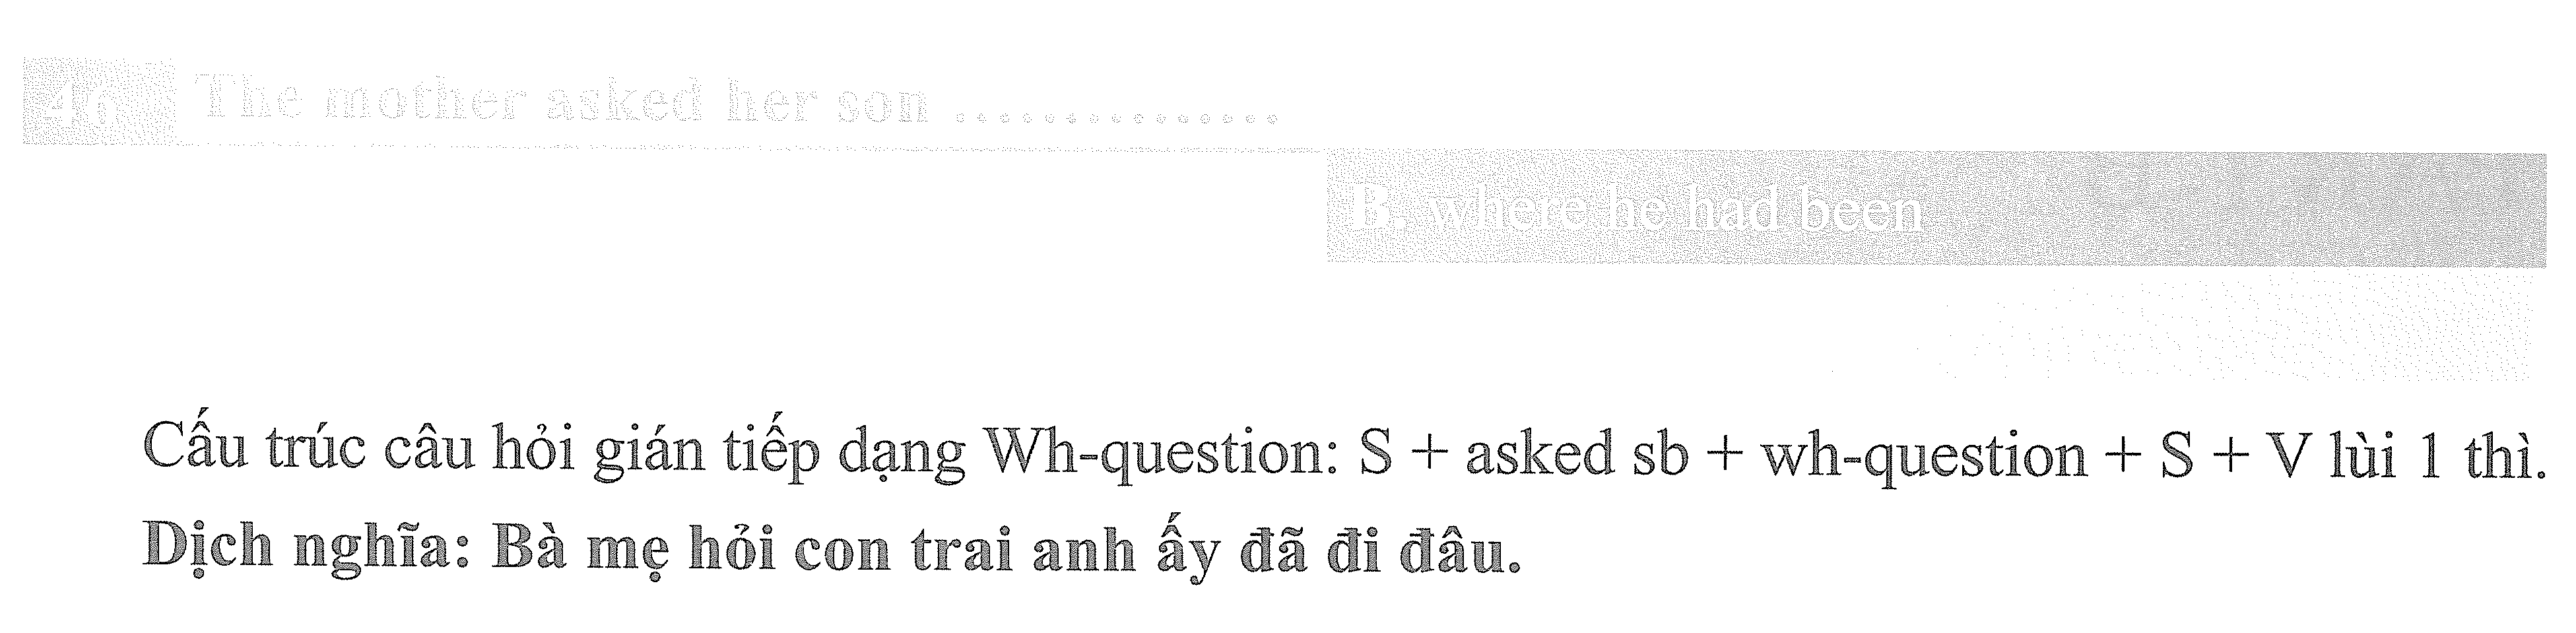 46 The mother asked her son ...............
B. where he had been
Cấu trúc câu hỏi gián tiếp dạng Wh-question: S + asked sb + wh-question + S + V lùi 1 thì.
Dịch nghĩa: Bà mẹ hỏi con trai anh ấy đã đi đâu.